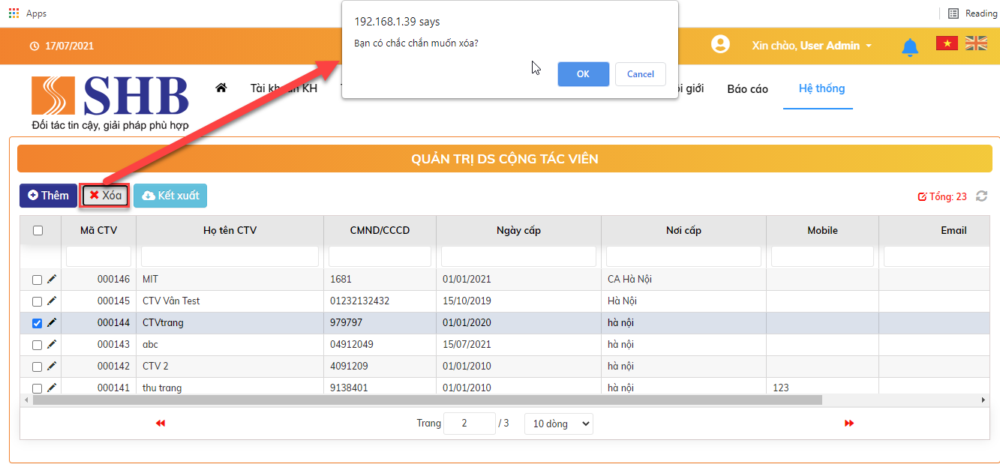 Apps
Reading
192.168.1.39 says
Bạn có chắc chắn muốn xóa?
OK
Cancel
17/07/2021
Xin chào, User Admin
SHB
Đối tác tin cậy, giải pháp phù hợp
Tài khoản KH
giới
Báo cáo
Hệ thống
QUẢN TRỊ DS CỘNG TÁC VIÊN
Thêm
Xóa
Kết xuất
Tổng: 23
Mã CTV Họ tên CTV CMND/CCCD Ngày cấp Nơi cấp Mobile Email
000146 MIT 1681 01/01/2021 CA Hà Nội
000145 CTV Vân Test 01232132432 15/10/2019 Hà Nội
000144 CTVtrang 979797 01/01/2020 hà nội
000143 abc 04912049 15/07/2021 hà nội
000142 CTV 2 4091209 01/01/2010 hà nội
000141 thu trang 9138401 01/01/2010 hà nội 123
Trang 2 / 3 10 dòng